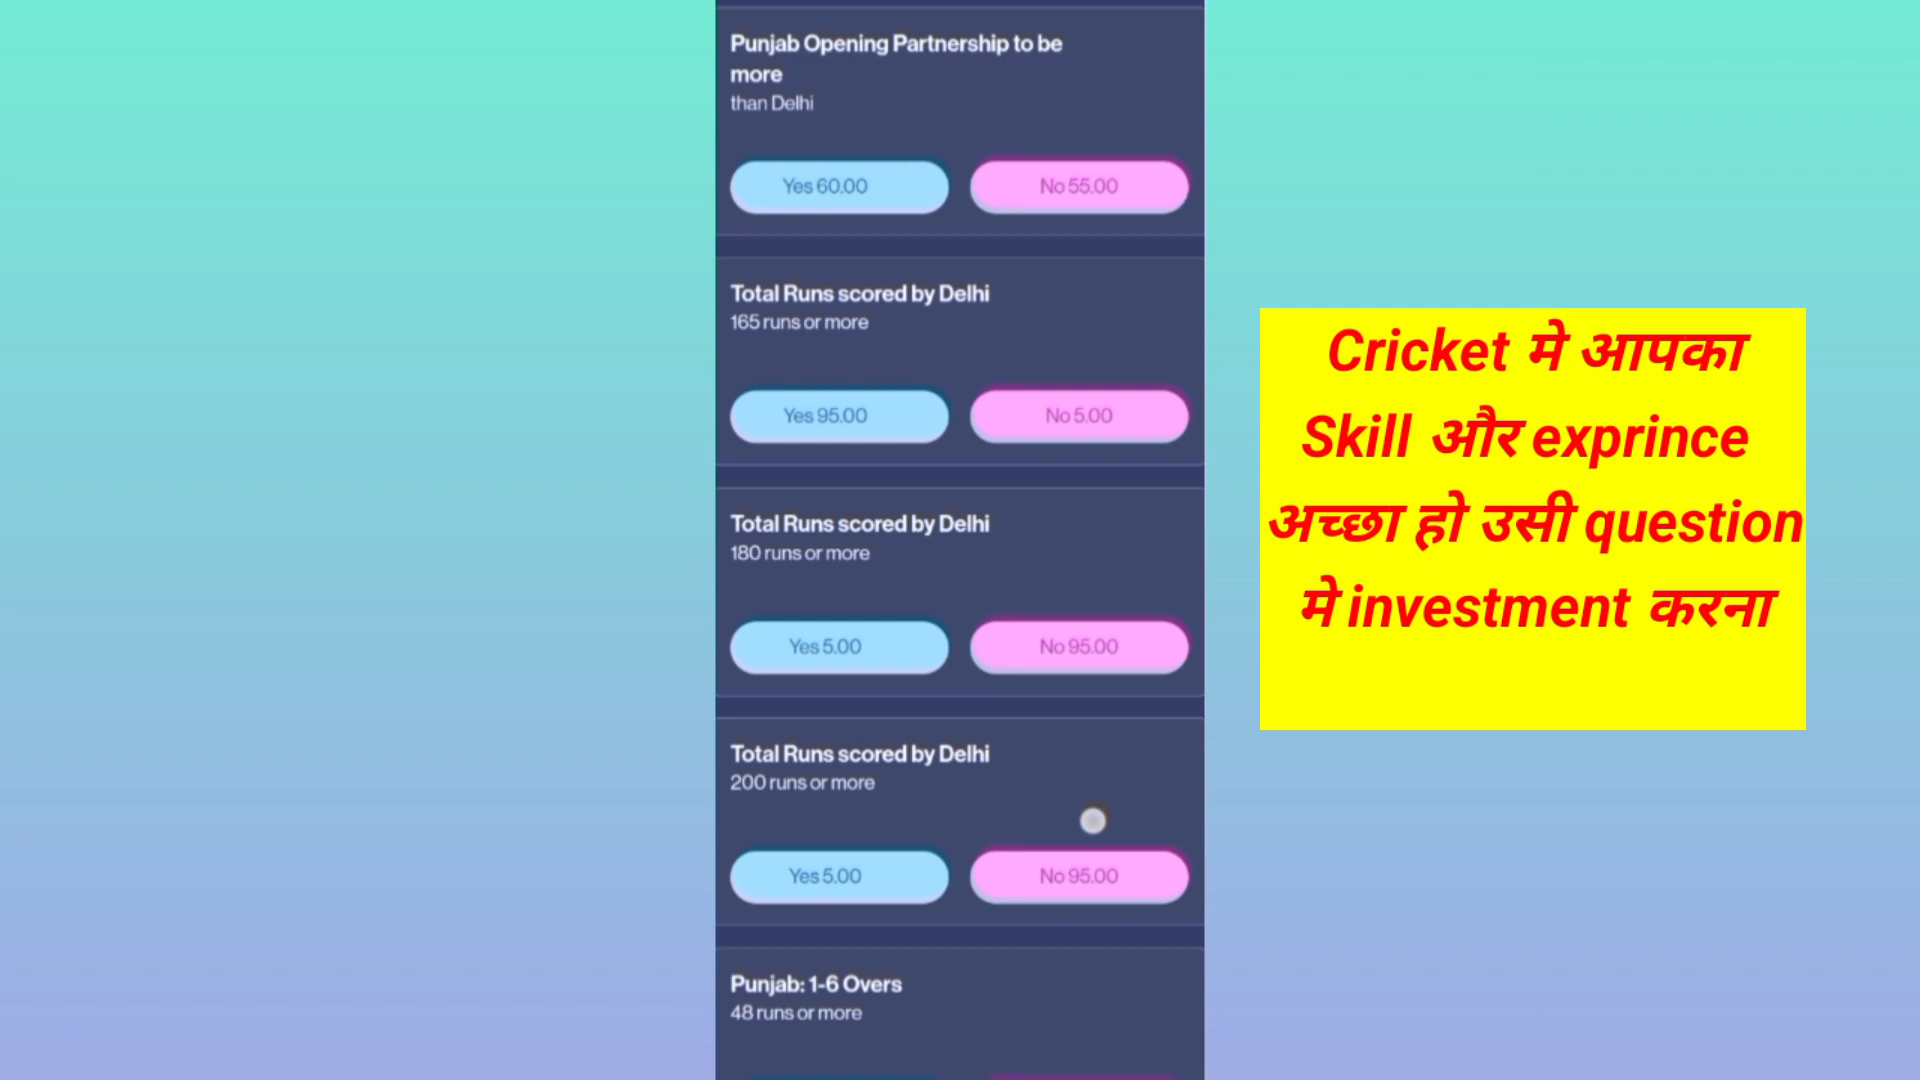 Punjab Opening Partnership to be
more
than Delhi
Yes 60.00
No 55.00
Total Runs scored by Delhi
165 runs or more
Yes 95.00
No 5.00
Total Runs scored by Delhi
180 runs or more
Yes 5.00
No 95.00
Total Runs scored by Delhi
200 runs or more
Yes 5.00
No 95.00
Punjab: 1-6 Overs
48 runs or more
Cricket मे आपका
Skill और exprince
अच्छा हो उसी question
मे investment करना